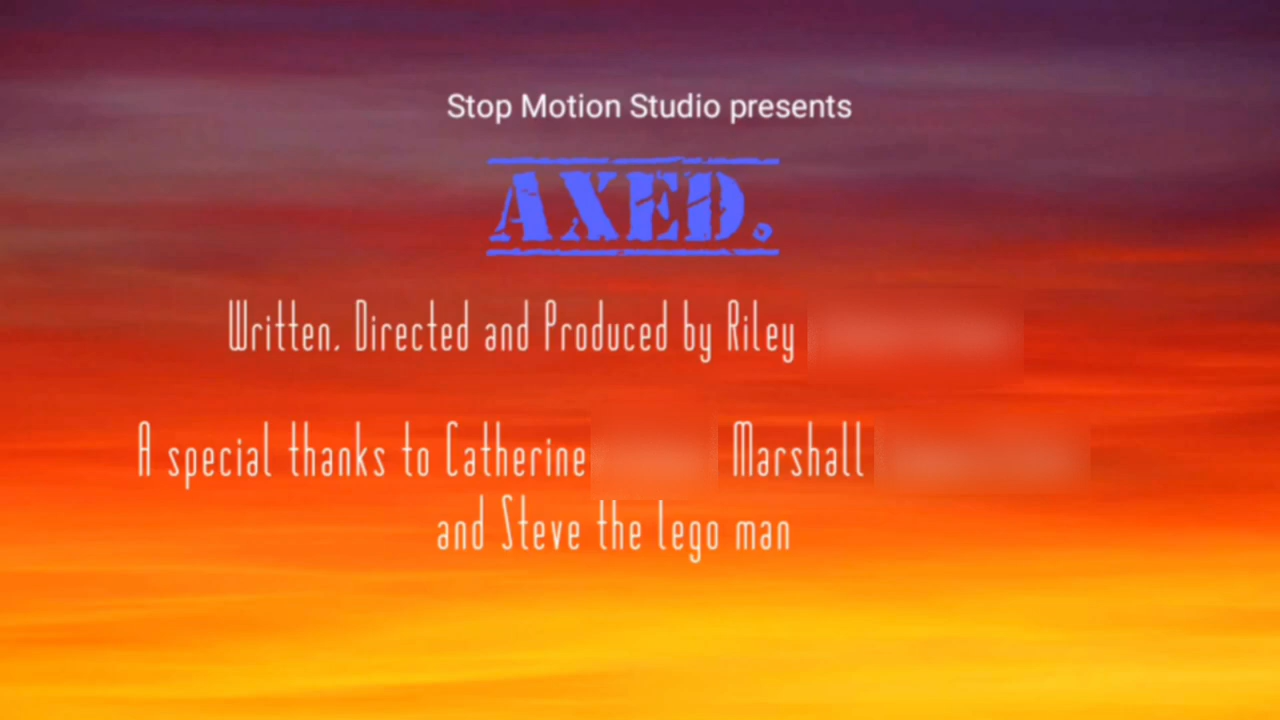 Stop Motion Studio presents
AXED.
Written, Directed and Produced by Riley
A special thanks to Catherine Marshall
and Steve the lego man